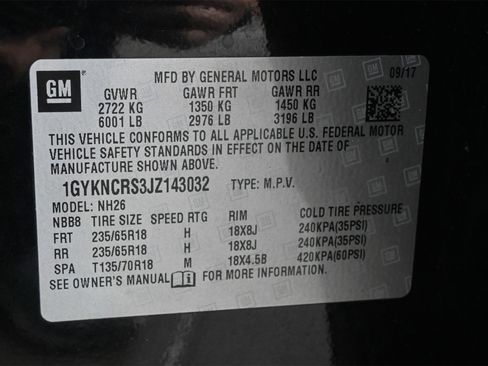 GM
MFD BY GENERAL MOTORS LLC 09/17
GVWR GAWR FRT GAWR RR
2722 KG 1350 KG 1450 KG
6001 LB 2976 LB 3196 LB
THIS VEHICLE CONFORMS TO ALL APPLICABLE U.S. FEDERAL MOTOR
VEHICLE SAFETY STANDARDS IN EFFECT ON THE DATE OF
MANUFACTURE SHOWN ABOVE.
1GYKNCRS3JZ143032 TYPE: M.P.V.
MODEL: NH26
NBB8 TIRE SIZE SPEED RTG RIM COLD TIRE PRESSURE
FRT 235/65R18 H 18X8J 240KPA(35PSI)
RR 235/65R18 H 18X8J 240KPA(35PSI)
SPA T135/70R18 M 18X4.5B 420KPA(60PSI)
SEE OWNER'S MANUAL FOR MORE INFORMATION.